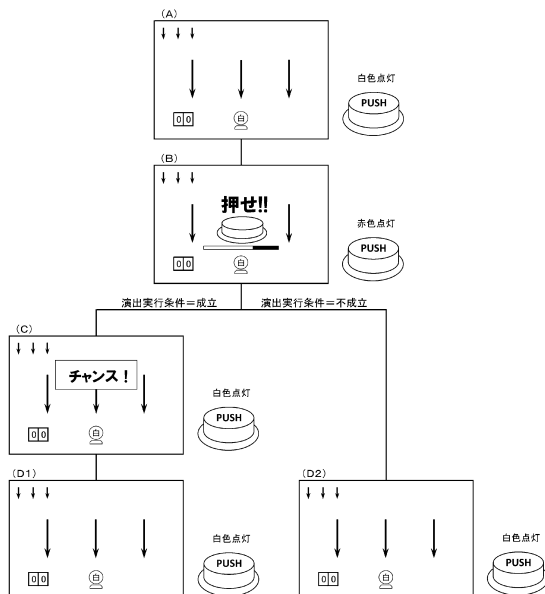 (A)
白色点灯
PUSH
00
白
(B)
押せ!!
赤色点灯
PUSH
00
白
演出実行条件=成立
演出実行条件=不成立
(C)
チャンス!
白色点灯
PUSH
00
白
(D1)
白色点灯
PUSH
00
白
(D2)
白色点灯
PUSH
00
白